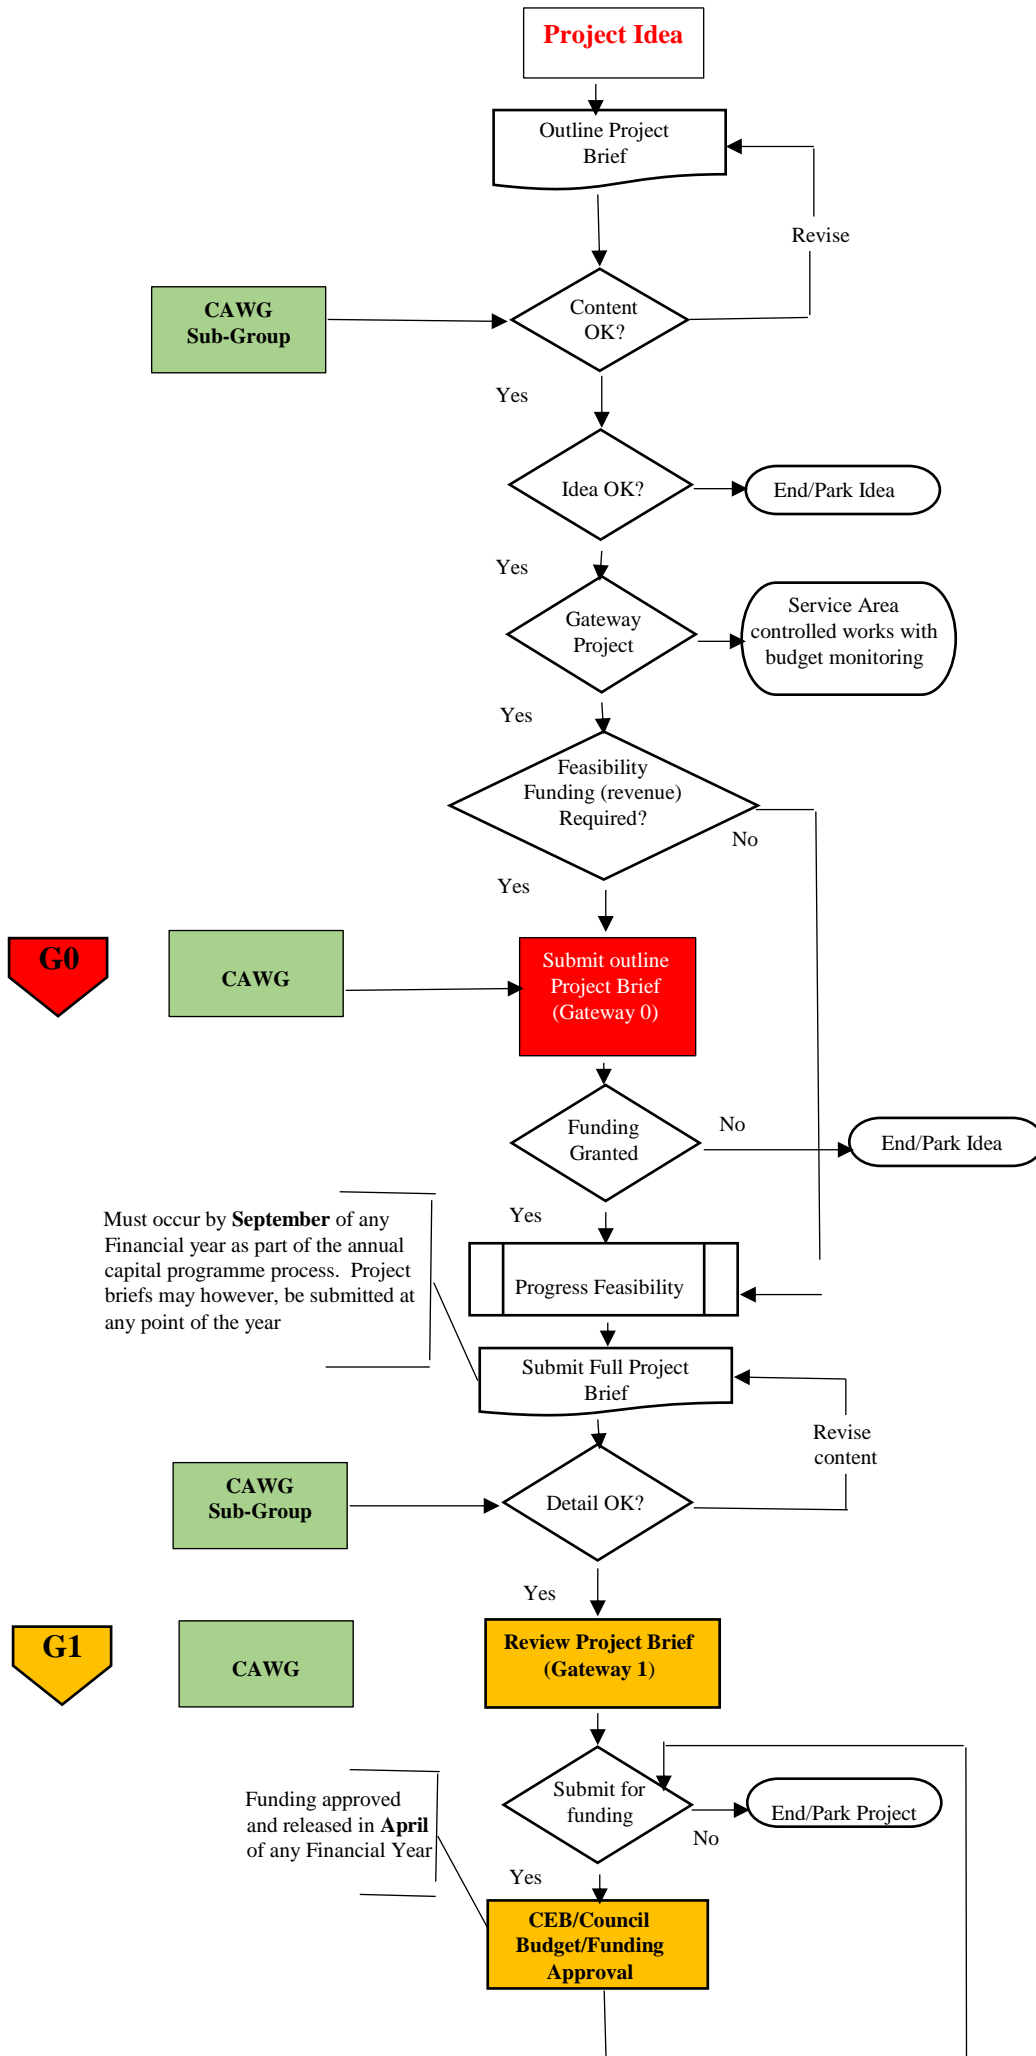 Project Idea
Outline Project
Brief
Revise
CAWG
Sub-Group
Content
OK?
Yes
Idea OK?
End/Park Idea
Yes
Gateway
Project
Service Area
controlled works with
budget monitoring
Yes
Feasibility
Funding (revenue)
Required?
No
Yes
G0
CAWG
Submit outline
Project Brief
(Gateway 0)
Funding
Granted
No
End/Park Idea
Yes
Must occur by September of any
Financial year as part of the annual
capital programme process. Project
briefs may however, be submitted at
any point of the year
Progress Feasibility
Submit Full Project
Brief
Revise
content
CAWG
Sub-Group
Detail OK?
Yes
G1
CAWG
Review Project Brief
(Gateway 1)
Submit for
funding
No
End/Park Project
Funding approved
and released in April
of any Financial Year
Yes
CEB/Council
Budget/Funding
Approval